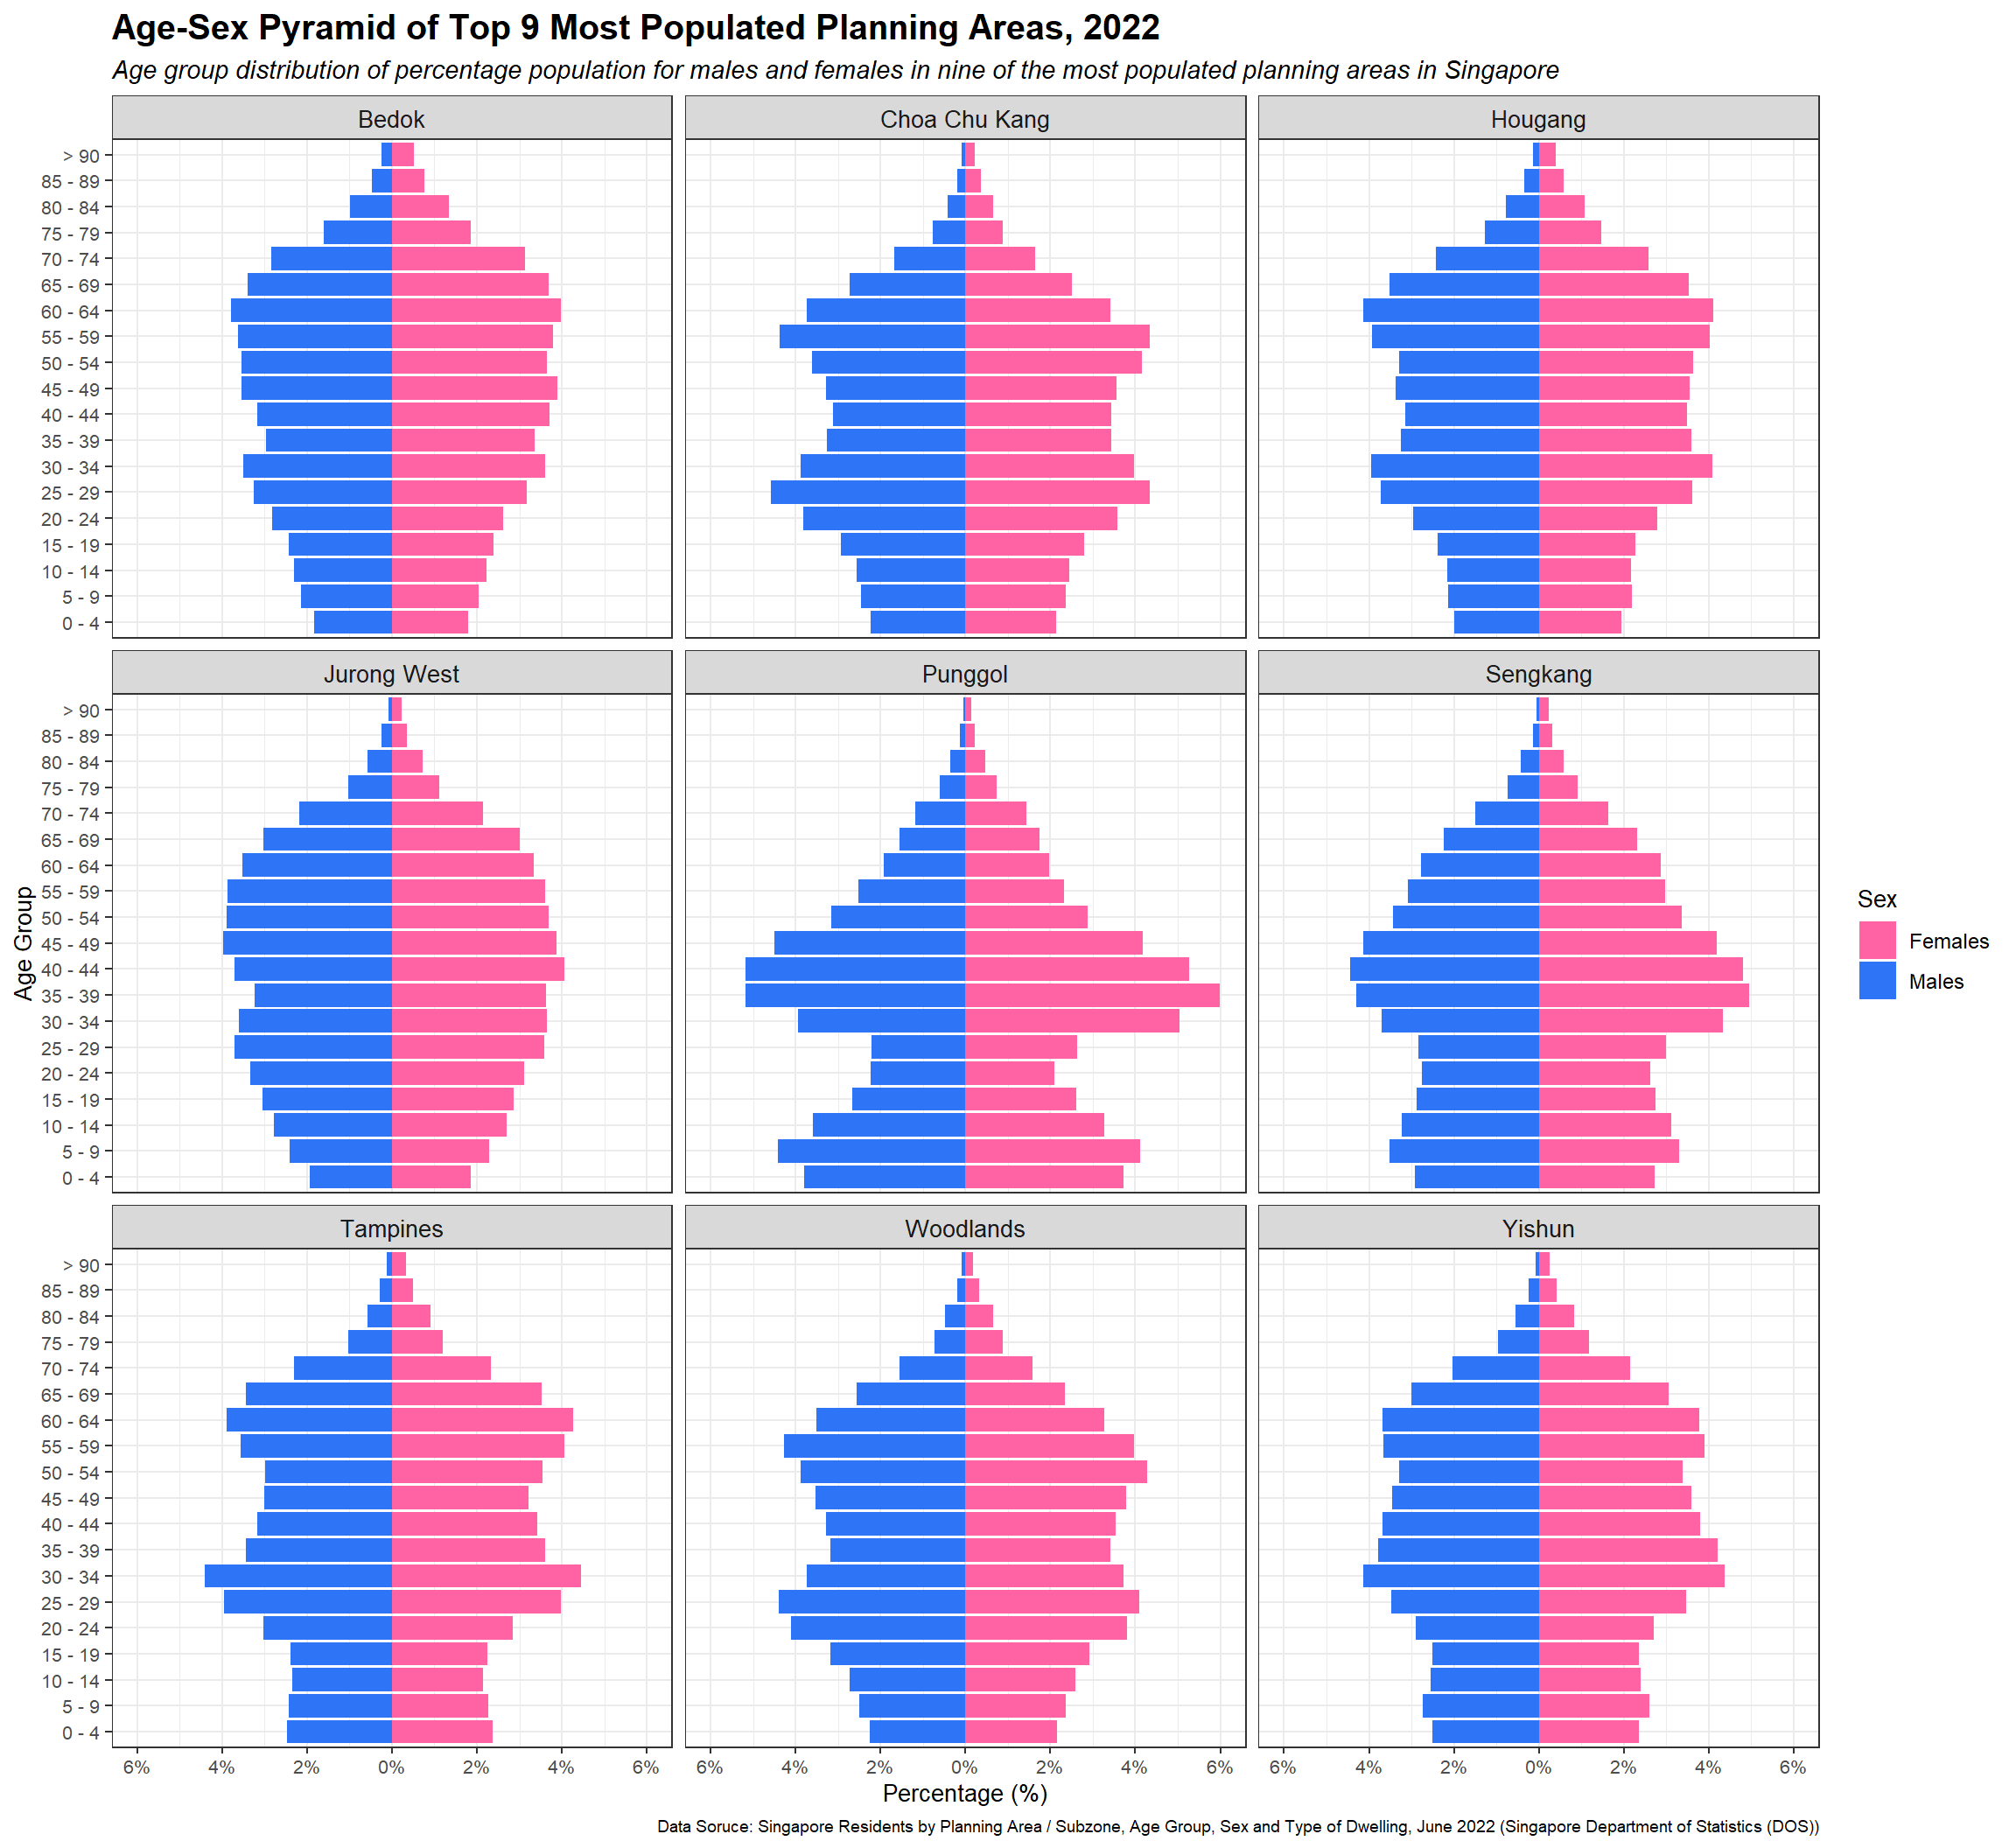 Age-Sex Pyramid of Top 9 Most Populated Planning Areas, 2022
Age group distribution of percentage population for males and females in nine of the most populated planning areas in Singapore
Bedok
Choa Chu Kang
Hougang
> 90
85 - 89
80 - 84
75 - 79
70 - 74
65 - 69
60 - 64
55 - 59
50 - 54
45 - 49
40 - 44
35 - 39
30 - 34
25 - 29
20 - 24
15 - 19
10 - 14
5 - 9
0 - 4
Jurong West
Punggol
Sengkang
> 90
85 - 89
80 - 84
75 - 79
70 - 74
65 - 69
60 - 64
55 - 59
50 - 54
45 - 49
40 - 44
35 - 39
30 - 34
25 - 29
20 - 24
15 - 19
10 - 14
5 - 9
0 - 4
Age Group
Sex
Females
Males
Tampines
Woodlands
Yishun
> 90
85 - 89
80 - 84
75 - 79
70 - 74
65 - 69
60 - 64
55 - 59
50 - 54
45 - 49
40 - 44
35 - 39
30 - 34
25 - 29
20 - 24
15 - 19
10 - 14
5 - 9
0 - 4
6% 4% 2% 0% 2% 4% 6%
6% 4% 2% 0% 2% 4% 6%
6% 4% 2% 0% 2% 4% 6%
Percentage (%)
Data Soruce: Singapore Residents by Planning Area / Subzone, Age Group, Sex and Type of Dwelling, June 2022 (Singapore Department of Statistics (DOS))